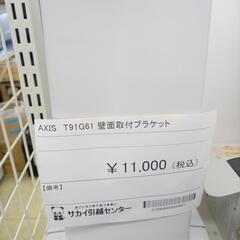 AXIS T91G61 壁面取付ブラケット
￥11,000（税込）
【備考】
サカイ引越センター